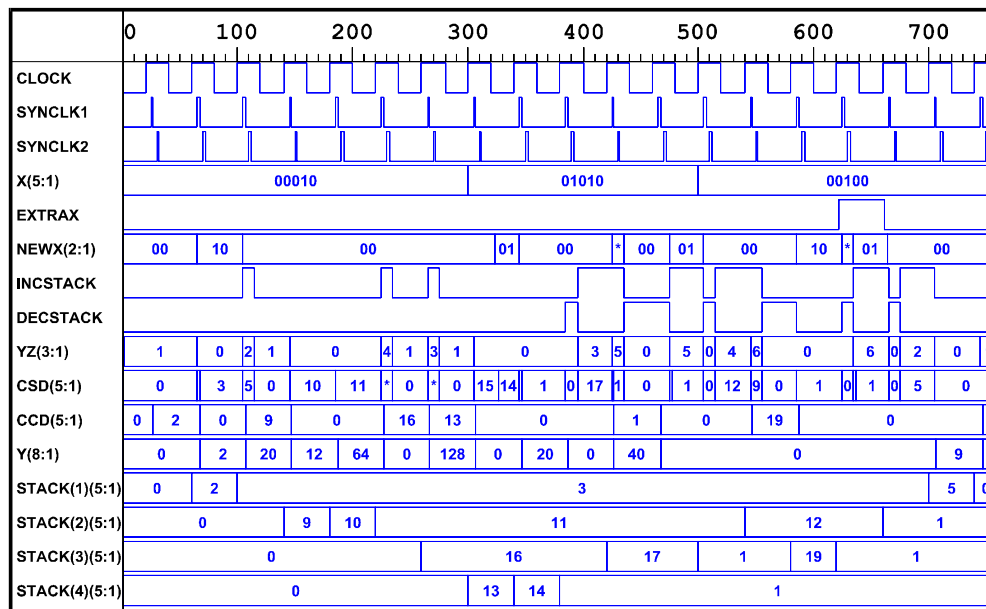 0 100 200 300 400 500 600 700
CLOCK
SYNCLK1
SYNCLK2
X(5:1) 00010 01010 00100
EXTRAX
NEWX(2:1) 00 10 00 01 00 * 00 01 00 10 * 01 00
INCSTACK
DECSTACK
YZ(3:1) 1 0 2 1 0 4 1 3 1 0 3 5 0 5 0 4 6 0 6 0 2 0
CSD(5:1) 0 3 5 0 10 11 * 0 * 0 15 14 1 0 17 1 0 1 0 12 9 0 1 0 1 0 5 0
CCD(5:1) 0 2 0 9 0 16 13 0 1 0 19 0
Y(8:1) 0 2 20 12 64 0 128 0 20 0 40 0 9
STACK(1)(5:1) 0 2 3 5
STACK(2)(5:1) 0 9 10 11 12 1
STACK(3)(5:1) 0 16 17 1 19 1
STACK(4)(5:1) 0 13 14 1